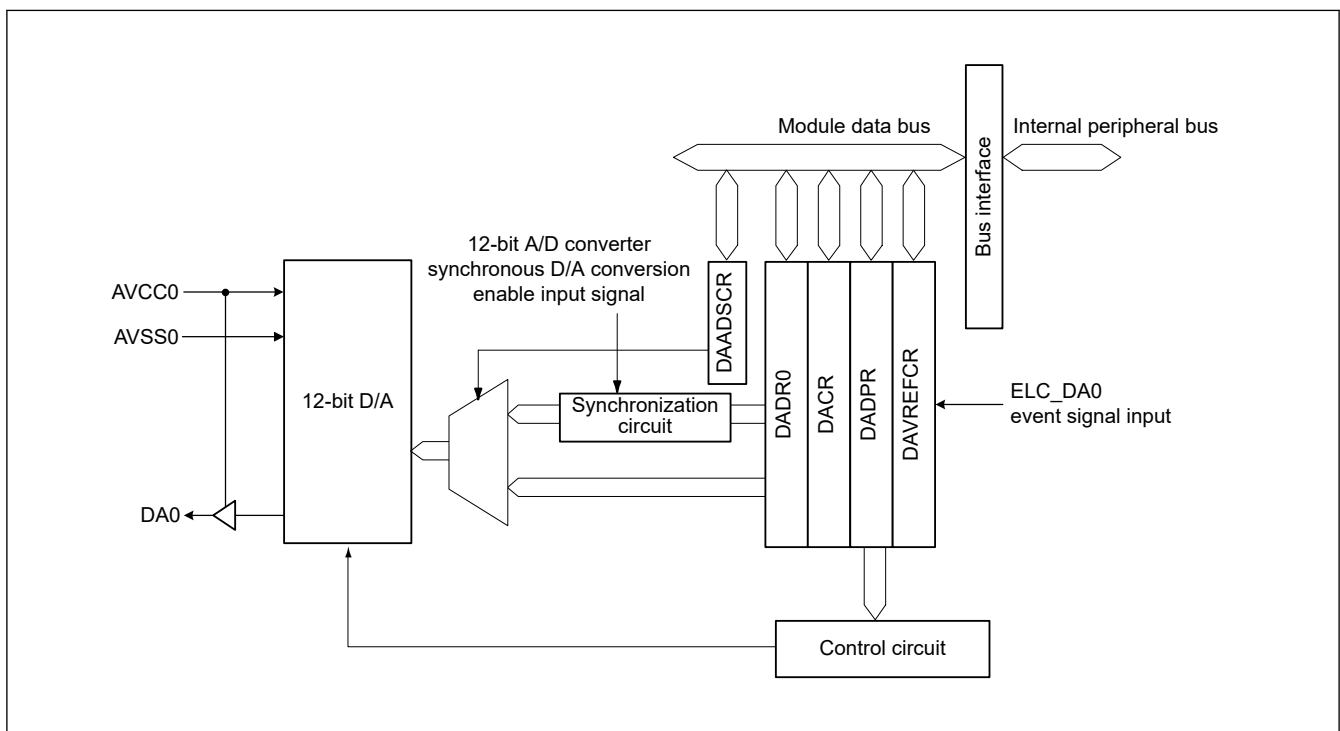 Module data bus
Internal peripheral bus
Bus interface
12-bit A/D converter
synchronous D/A conversion
enable input signal
AVCC0
AVSS0
12-bit D/A
DA0
DAADSCR
Synchronization
circuit
DADR0
DACR
DADPR
DAVREFCR
ELC_DA0
event signal input
Control circuit